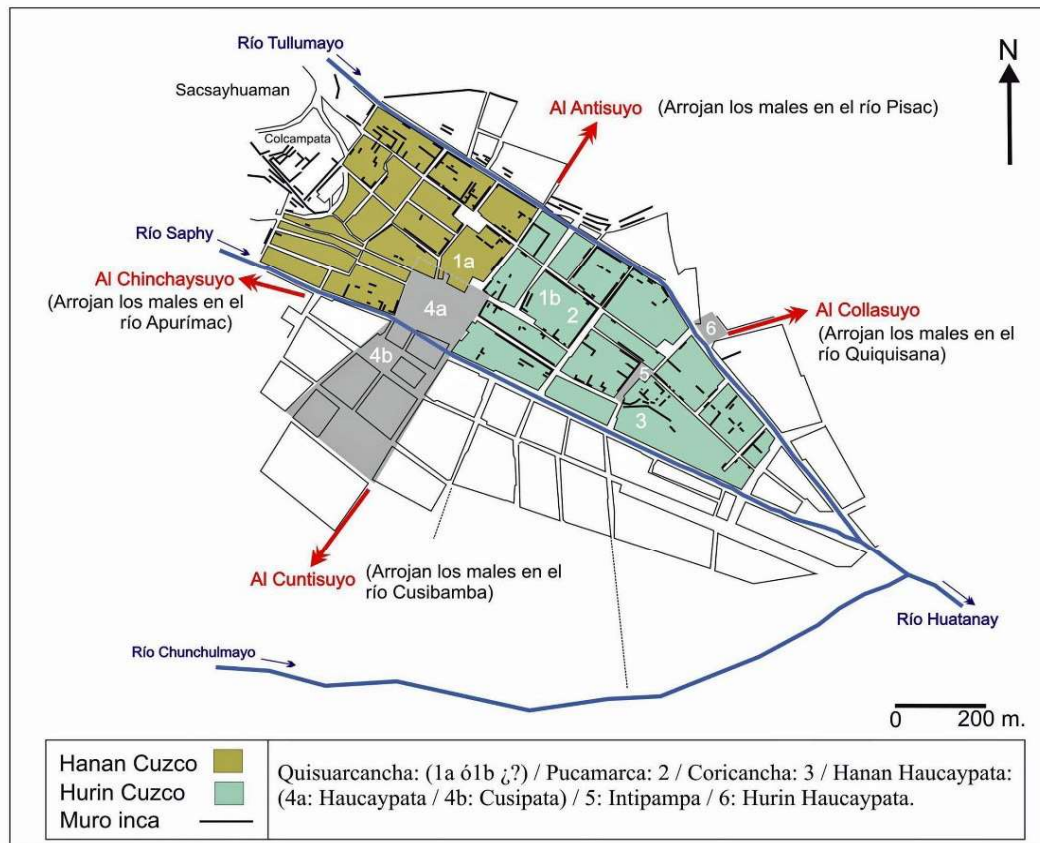 Río Tullumayo
N
Sacsayhuaman
Al Antisuyo (Arrojan los males en el río Pisac)
Colcampata
Río Saphy
1a
Al Chinchaysuyo
(Arrojan los males en el
río Apurímac)
4a
1b
2
6
Al Collasuyo
(Arrojan los males en el
río Quiquisana)
4b
5
3
Al Cuntisuyo (Arrojan los males en el
río Cusibamba)
Río Huatanay
Río Chunchulmayo
0 200 m.
Hanan Cuzco
Hurin Cuzco
Muro inca
Quisuarcancha: (1a ó1b ¿?) / Pucamarca: 2 / Coricancha: 3 / Hanan Haucaypata:
(4a: Haucaypata / 4b: Cusipata) / 5: Intipampa / 6: Hurin Haucaypata.